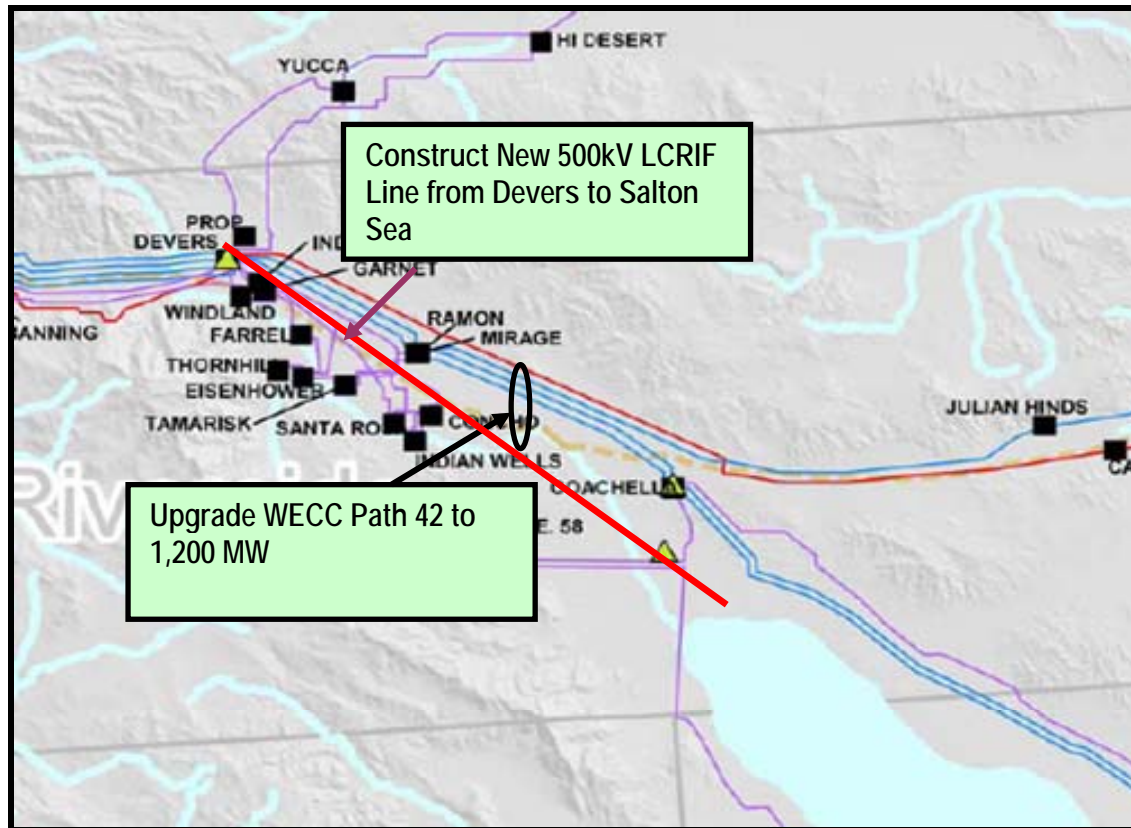 HI DESERT
YUCCA
Construct New 500kV LCRIF
Line from Devers to Salton
Sea
PROP
DEVERS
GARNET
WINDLAND
FARREL
RAMON
MIRAGE
THORNHIL
EISENHOWER
TAMARISK
SANTA RO
CONCHO
INDIAN WELLS
JULIAN HINDS
COACHELL
E. 58
Upgrade WECC Path 42 to
1,200 MW